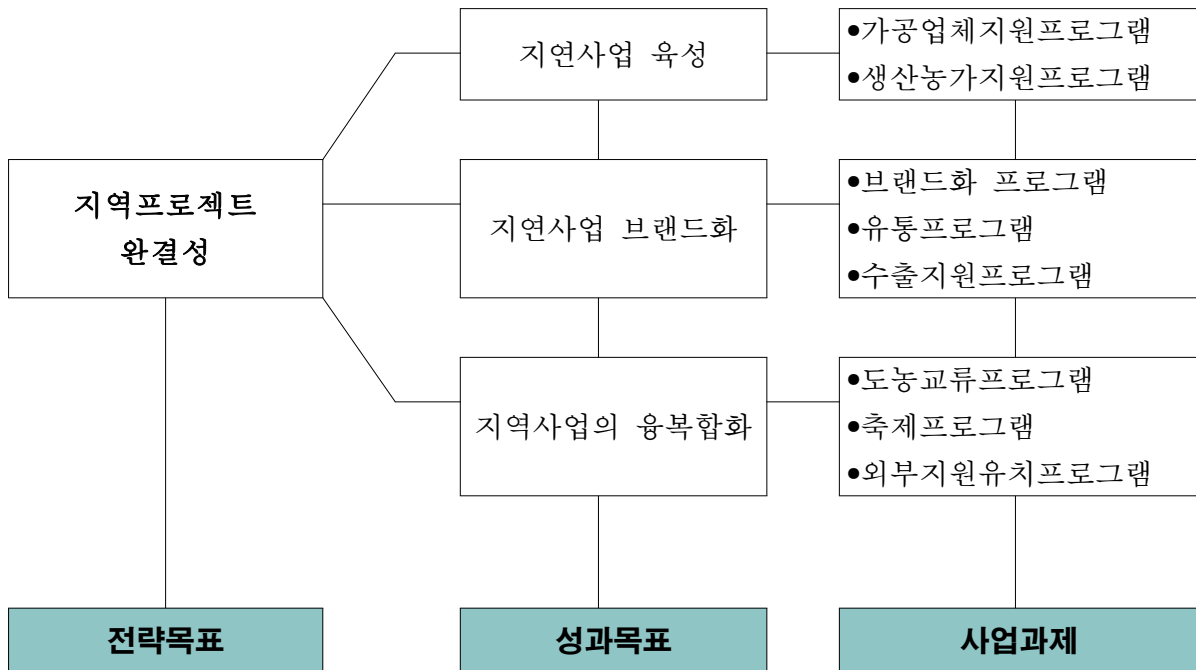 지연사업 육성
●가공업체지원프로그램
●생산농가지원프로그램
지역프로젝트
완결성
지연사업 브랜드화
●브랜드화 프로그램
●유통프로그램
●수출지원프로그램
지역사업의 융복합화
●도농교류프로그램
●축제프로그램
●외부지원유치프로그램
전략목표
성과목표
사업과제